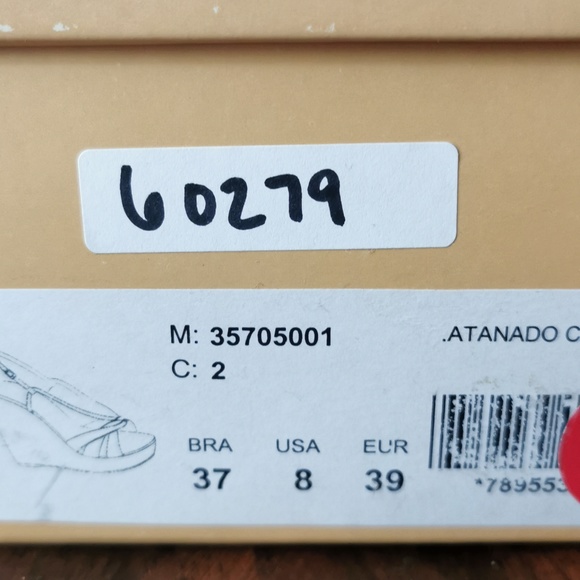 60279
M: 35705001
.ATANADO C
C: 2
BRA USA EUR
37 8 39
*789553